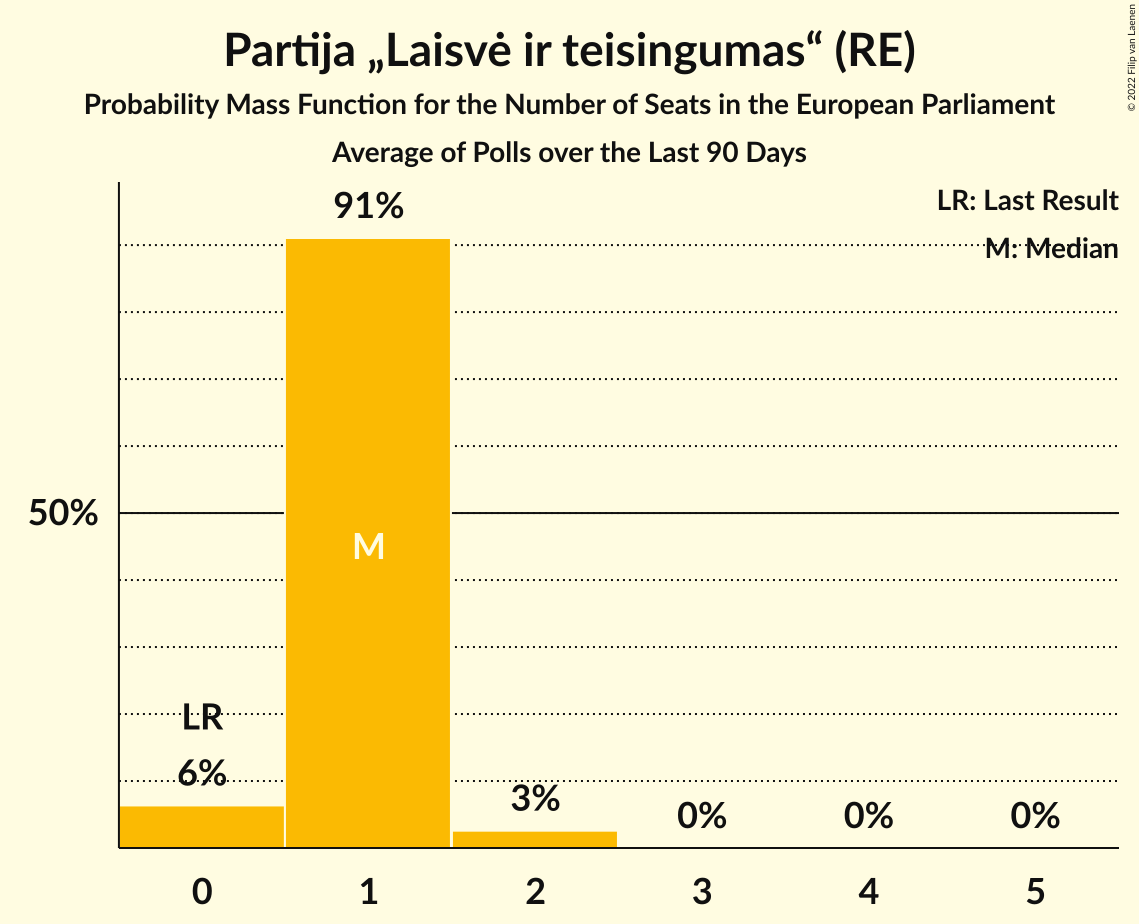 Partija „Laisvė ir teisingumas“ (RE)
Probability Mass Function for the Number of Seats in the European Parliament
Average of Polls over the Last 90 Days
© 2022 Filip van Laenen
LR: Last Result
M: Median
91%
50%
M
LR
6%
3%
0%
0%
0%
0
1
2
3
4
5